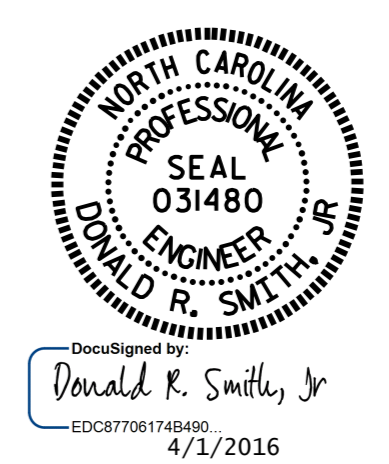 NORTH CAROLINA
PROFESSIONAL
SEAL
031480
ENGINEER
DONALD R. SMITH, JR
DocuSigned by:
Donald R. Smith, Jr
EDC87706174B490...
4/1/2016